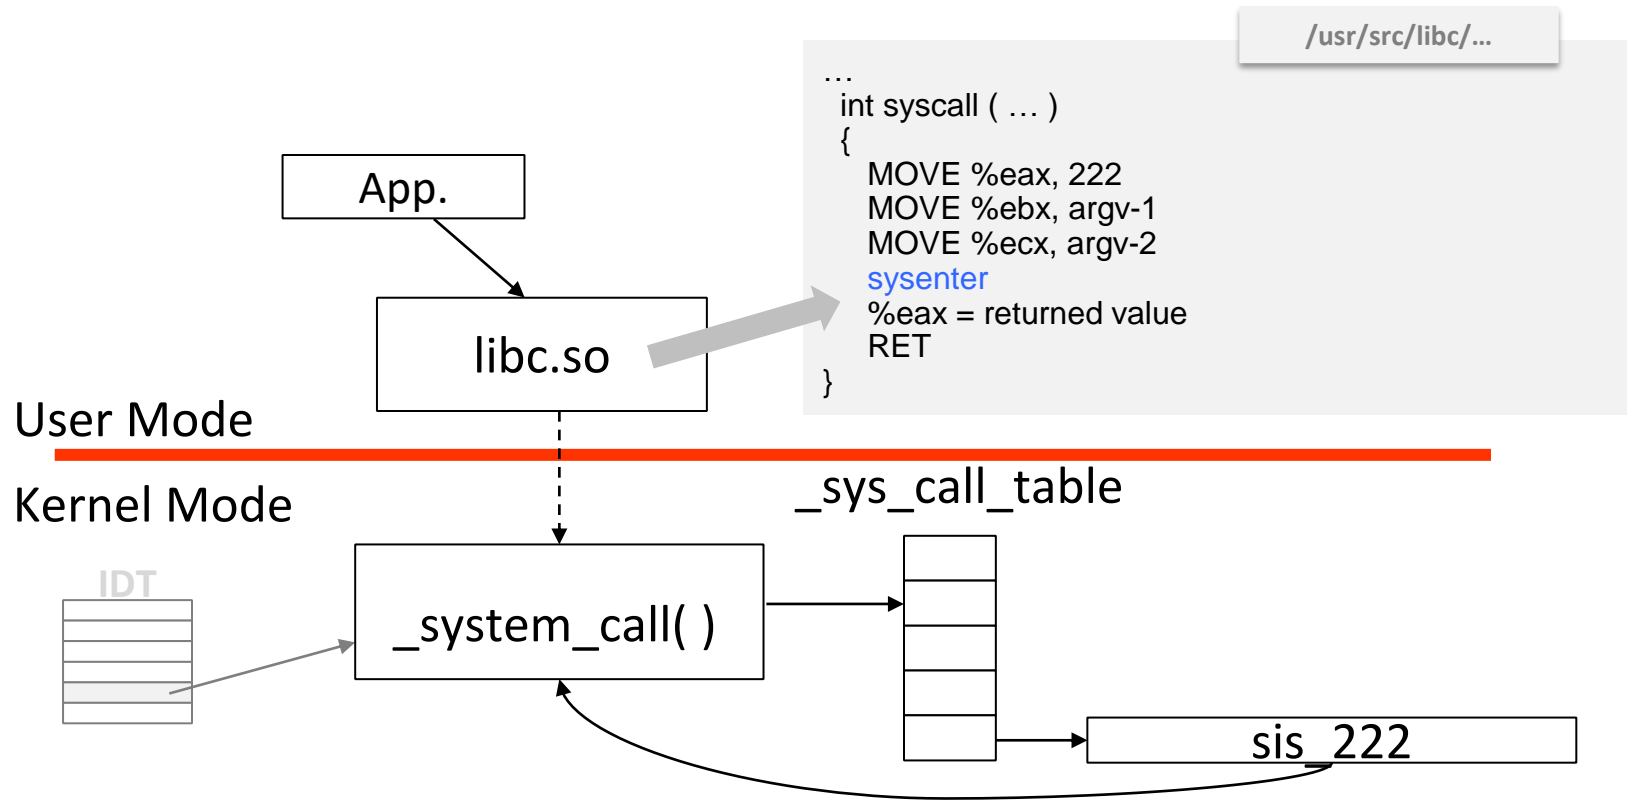 /usr/src/libc/…
…
int syscall ( … )
{
MOVE %eax, 222
MOVE %ebx, argv-1
MOVE %ecx, argv-2
sysenter
%eax = returned value
RET
}
App.
libc.so
User Mode
Kernel Mode
_sys_call_table
IDT
_system_call( )
sis_222